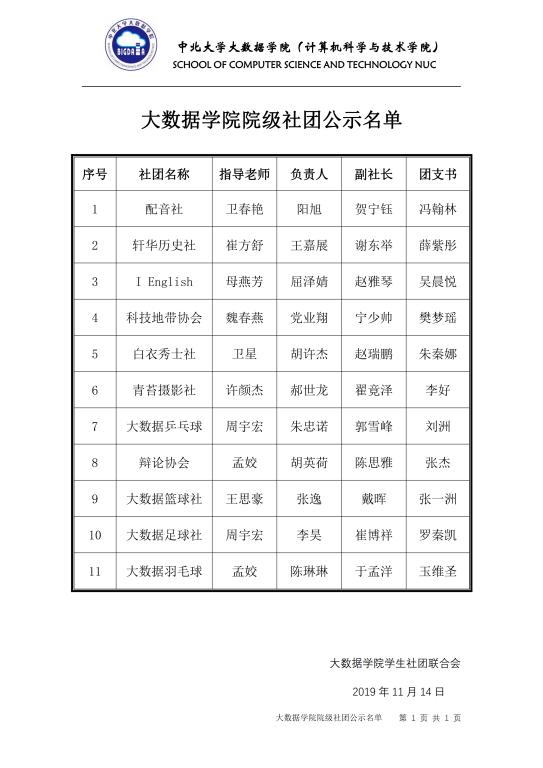 中北大学大数据学院
BIGDATA
中北大学大数据学院（计算机科学与技术学院）
SCHOOL OF COMPUTER SCIENCE AND TECHNOLOGY NUC
大数据学院院级社团公示名单
序号 社团名称 指导老师 负责人 副社长 团支书
1 配音社 卫春艳 阳旭 贺宁钰 冯翰林
2 轩华历史社 崔方舒 王嘉展 谢东举 薛紫彤
3 I English 母燕芳 屈泽婧 赵雅琴 吴晨悦
4 科技地带协会 魏春燕 党业翔 宁少帅 樊梦瑶
5 白衣秀士社 卫星 胡许杰 赵瑞鹏 朱秦娜
6 青苔摄影社 许颜杰 郝世龙 翟竞泽 李好
7 大数据乒乓球 周宇宏 朱忠诺 郭雪峰 刘洲
8 辩论协会 孟姣 胡英荷 陈思雅 张杰
9 大数据篮球社 王思豪 张逸 戴晖 张一洲
10 大数据足球社 周宇宏 李昊 崔博祥 罗秦凯
11 大数据羽毛球 孟姣 陈琳琳 于孟洋 玉维圣
大数据学院学生社团联合会
2019 年 11 月 14 日
大数据学院院级社团公示名单 第 1 页 共 1 页